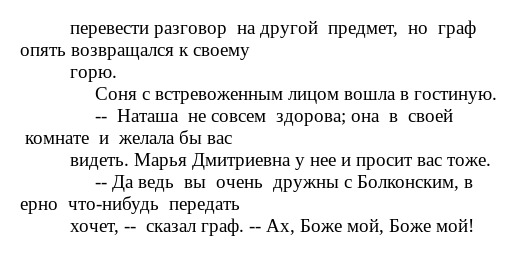 перевести разговор на другой предмет, но граф
опять возвращался к своему
горю.
Соня с встревоженным лицом вошла в гостиную.
-- Наташа не совсем здорова; она в своей
комнате и желала бы вас
видеть. Марья Дмитриевна у нее и просит вас тоже.
-- Да ведь вы очень дружны с Болконским, в
ерно что-нибудь передать
хочет, -- сказал граф. -- Ах, Боже мой, Боже мой!